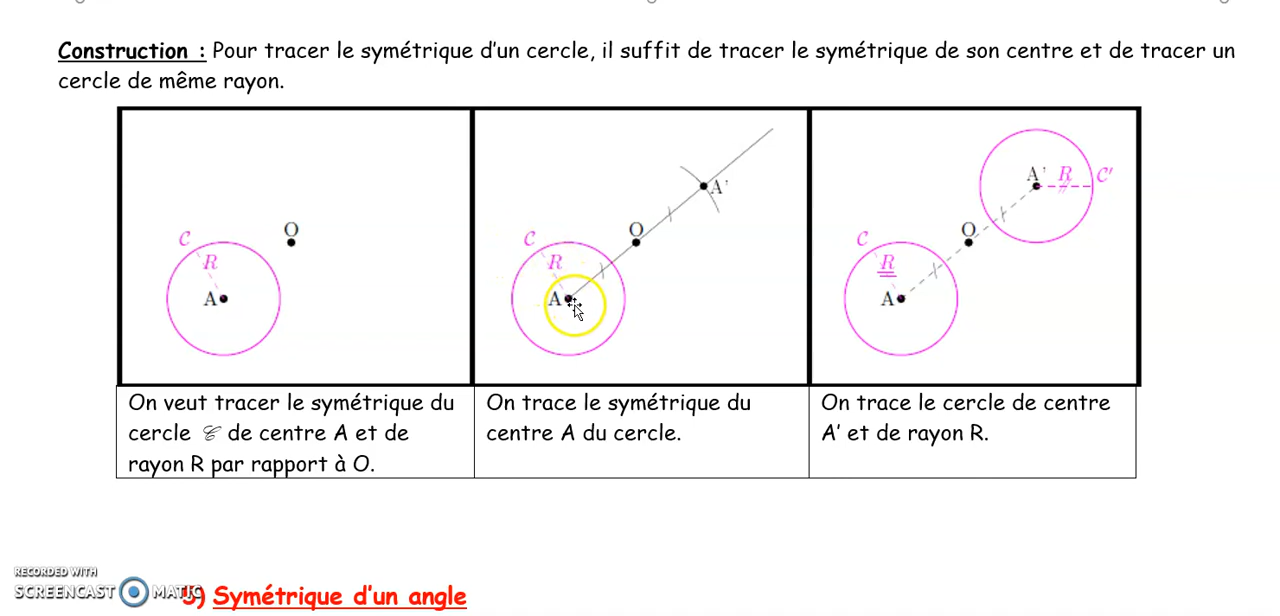 Construction : Pour tracer le symétrique d'un cercle, il suffit de tracer le symétrique de son centre et de tracer un
cercle de même rayon.
C
R
A
O
C
R
A
O
A'
C
R
A
O
A'
R
C'
On veut tracer le symétrique du
cercle 𝒞 de centre A et de
rayon R par rapport à O.
On trace le symétrique du
centre A du cercle.
On trace le cercle de centre
A' et de rayon R.
RECORDED WITH
SCREENCAST MATIC
5) Symétrique d'un angle